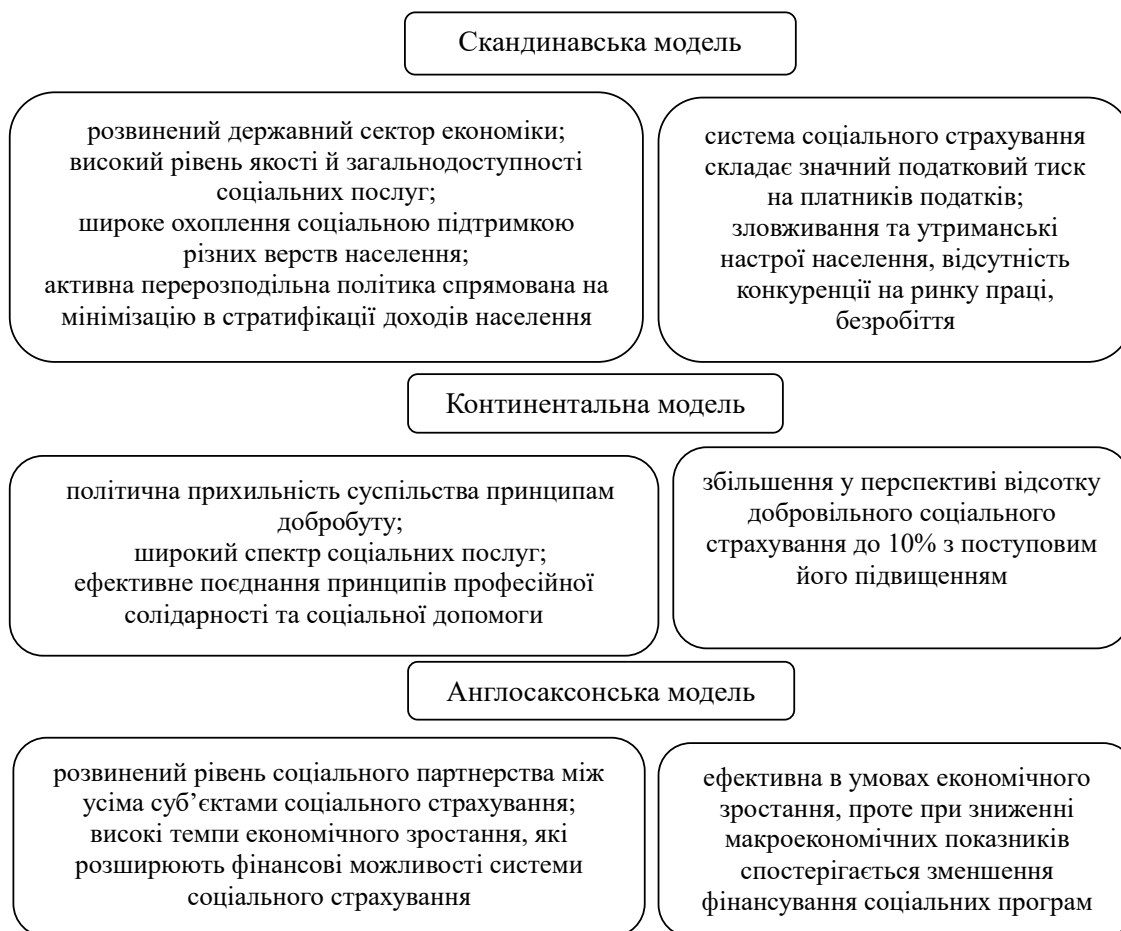 Скандинавська модель
розвинений державний сектор економіки;
високий рівень якості й загальнодоступності
соціальних послуг;
широке охоплення соціальною підтримкою
різних верств населення;
активна перерозподільна політика спрямована на
мінімізацію в стратифікації доходів населення
система соціального страхування
складає значний податковий тиск
на платників податків;
зловживання та утриманські
настрої населення, відсутність
конкуренції на ринку праці,
безробіття
Континентальна модель
політична прихильність суспільства принципам
добробуту;
широкий спектр соціальних послуг;
ефективне поєднання принципів професійної
солідарності та соціальної допомоги
збільшення у перспективі відсотку
добровільного соціального
страхування до 10% з поступовим
його підвищенням
Англосаксонська модель
розвинений рівень соціального партнерства між
усіма суб’єктами соціального страхування;
високі темпи економічного зростання, які
розширюють фінансові можливості системи
соціального страхування
ефективна в умовах економічного
зростання, проте при зниженні
макроекономічних показників
спостерігається зменшення
фінансування соціальних програм